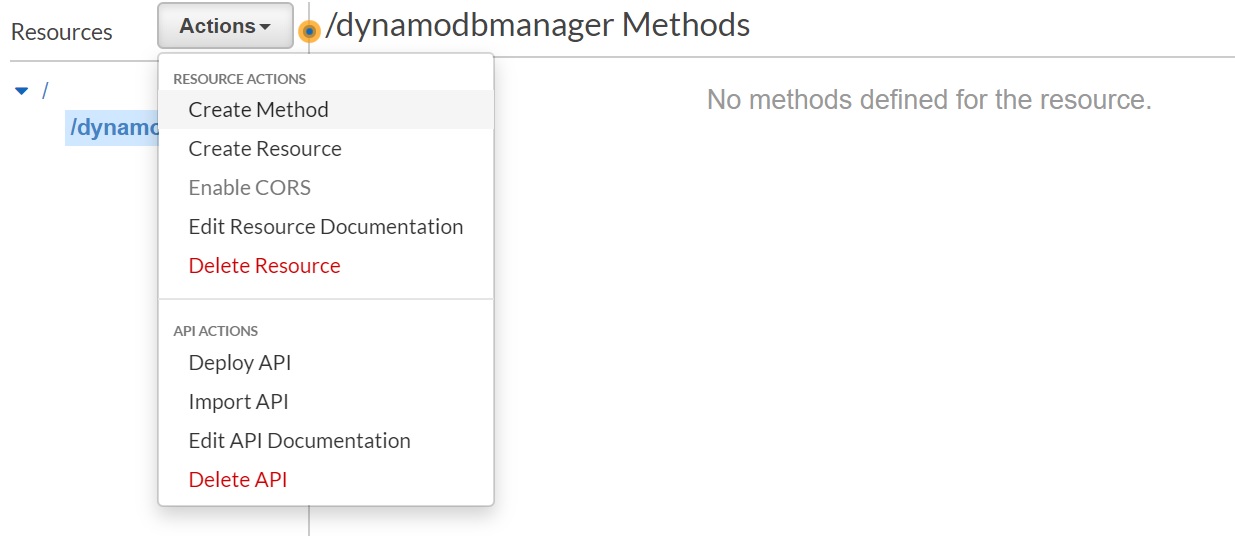 Resources
Actions
/dynamodbmanager Methods
/
/dynamo
No methods defined for the resource.
RESOURCE ACTIONS
Create Method
Create Resource
Enable CORS
Edit Resource Documentation
Delete Resource
API ACTIONS
Deploy API
Import API
Edit API Documentation
Delete API